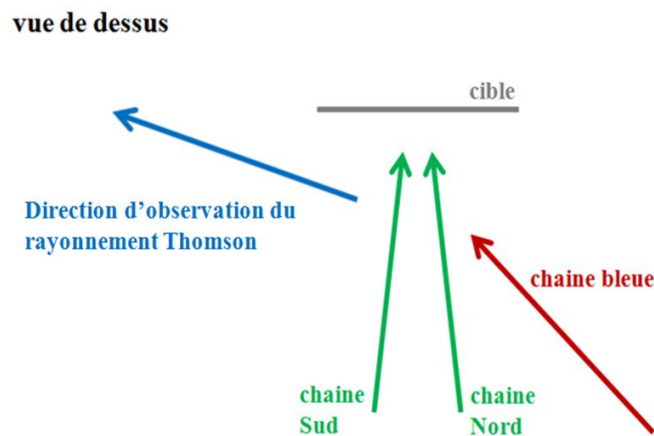 vue de dessus
cible
Direction d'observation du
rayonnement Thomson
chaine bleue
chaine
Sud
chaine
Nord